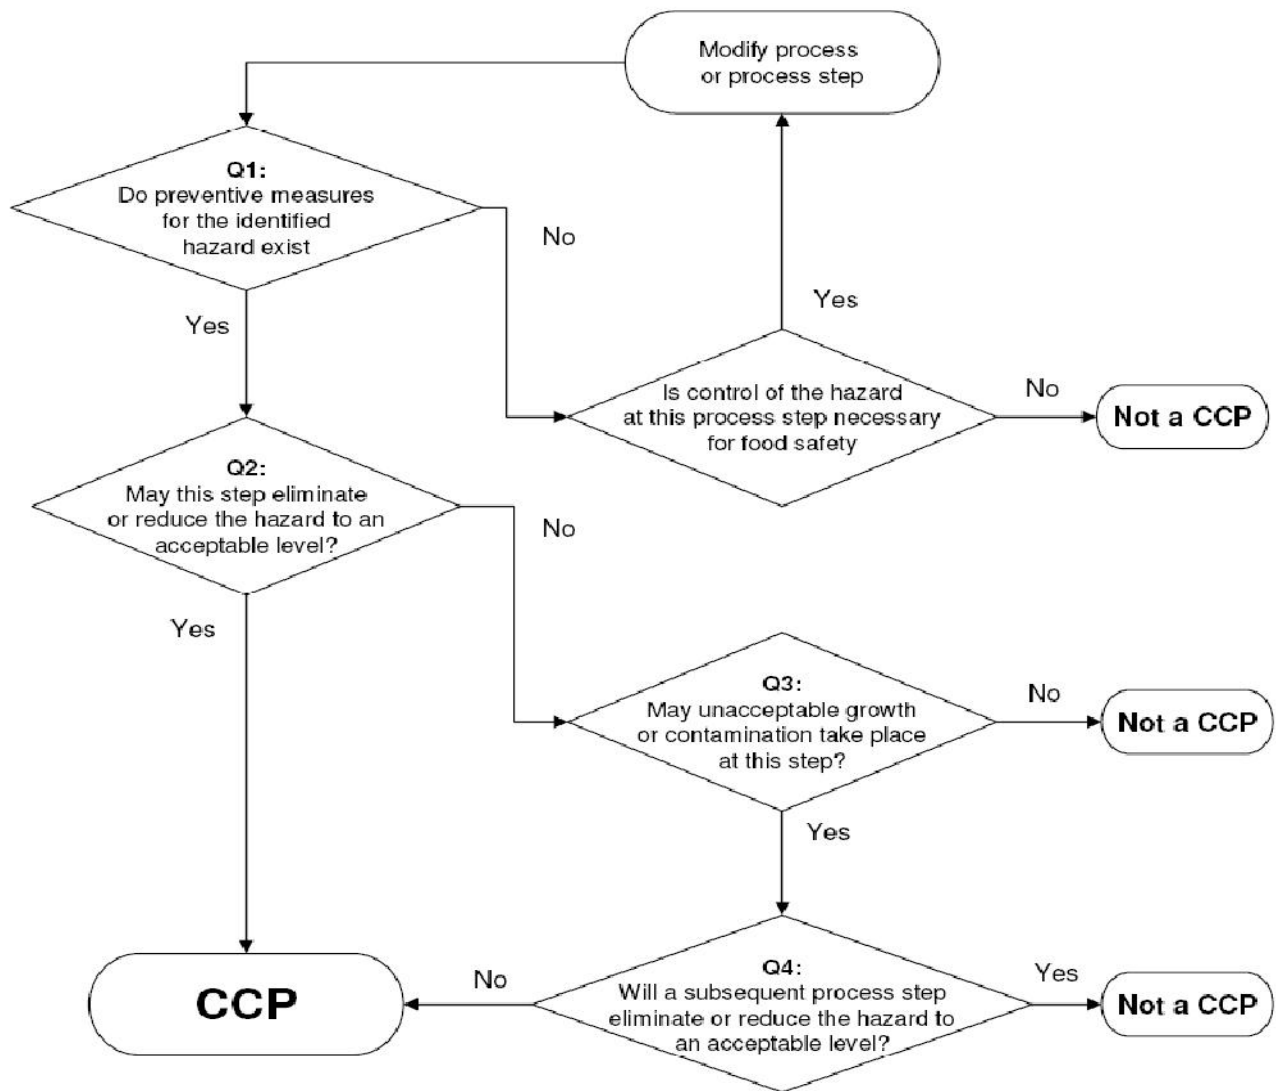 Modify process
or process step
Q1:
Do preventive measures
for the identified
hazard exist
No
Yes
Yes
Is control of the hazard
at this process step necessary
for food safety
No
Not a CCP
Q2:
May this step eliminate
or reduce the hazard to an
acceptable level?
No
Yes
Q3:
May unacceptable growth
or contamination take place
at this step?
No
Not a CCP
Yes
CCP
No
Q4:
Will a subsequent process step
eliminate or reduce the hazard to
an acceptable level?
Yes
Not a CCP